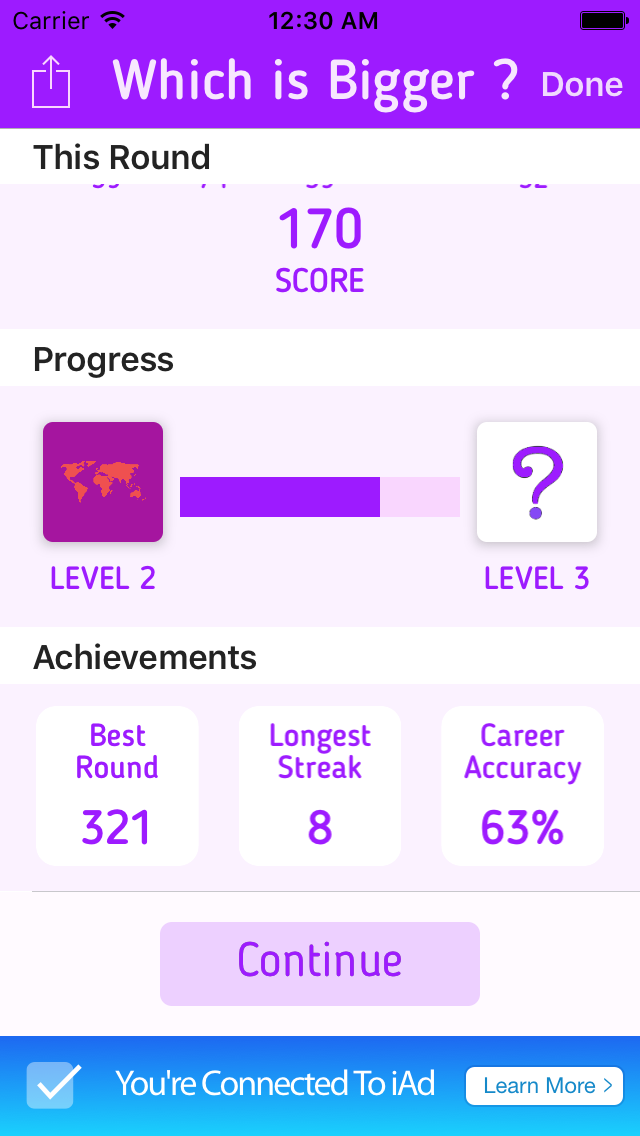 Carrier 12:30 AM
Which is Bigger ? Done
This Round
170
SCORE
Progress
?
LEVEL 2 LEVEL 3
Achievements
Best Longest Career
Round Streak Accuracy
321 8 63%
Continue
You're Connected To iAd Learn More >